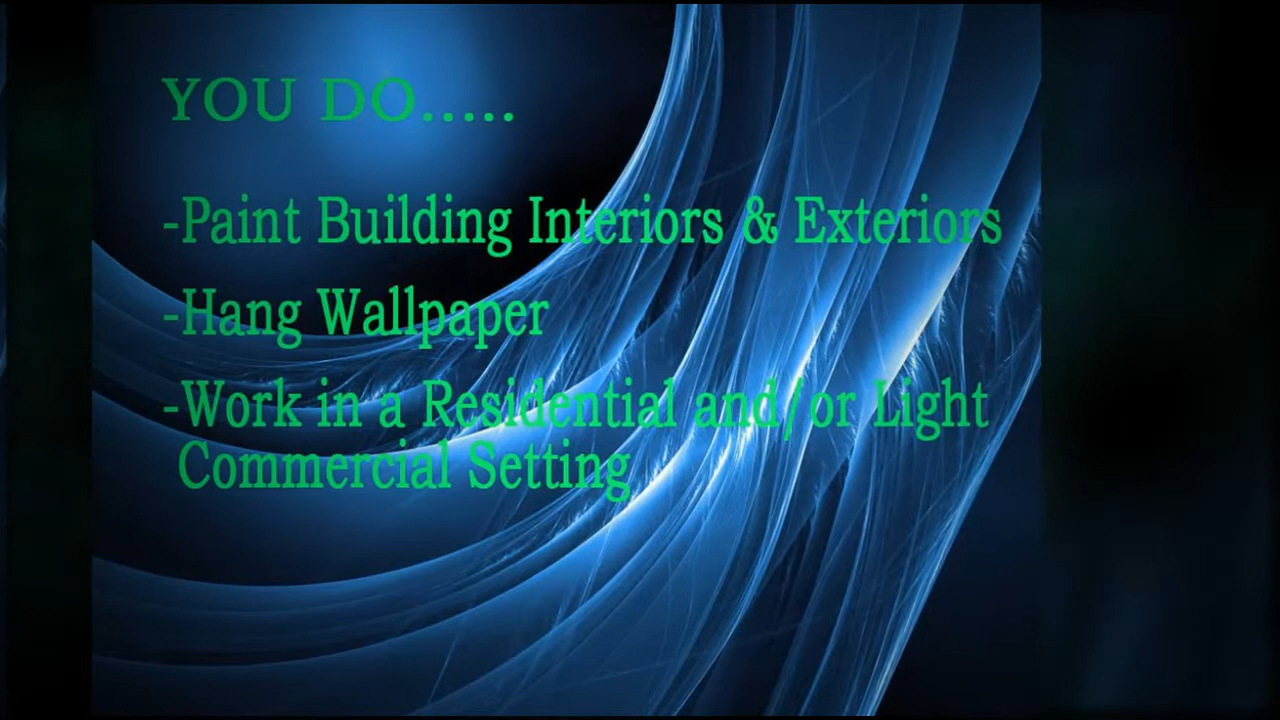 YOU DO.....
-Paint Building Interiors & Exteriors
-Hang Wallpaper
-Work in a Residential and/or Light
Commercial Setting